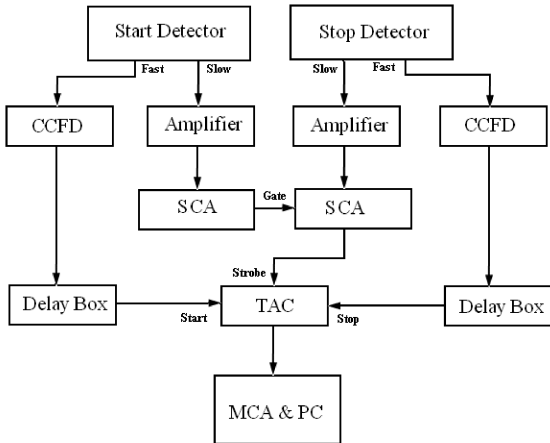 Start Detector
Stop Detector
Fast
Slow
Slow
Fast
CCFD
Amplifier
Amplifier
CCFD
SCA
Gate
SCA
Strobe
Delay Box
Start
TAC
Stop
Delay Box
MCA & PC